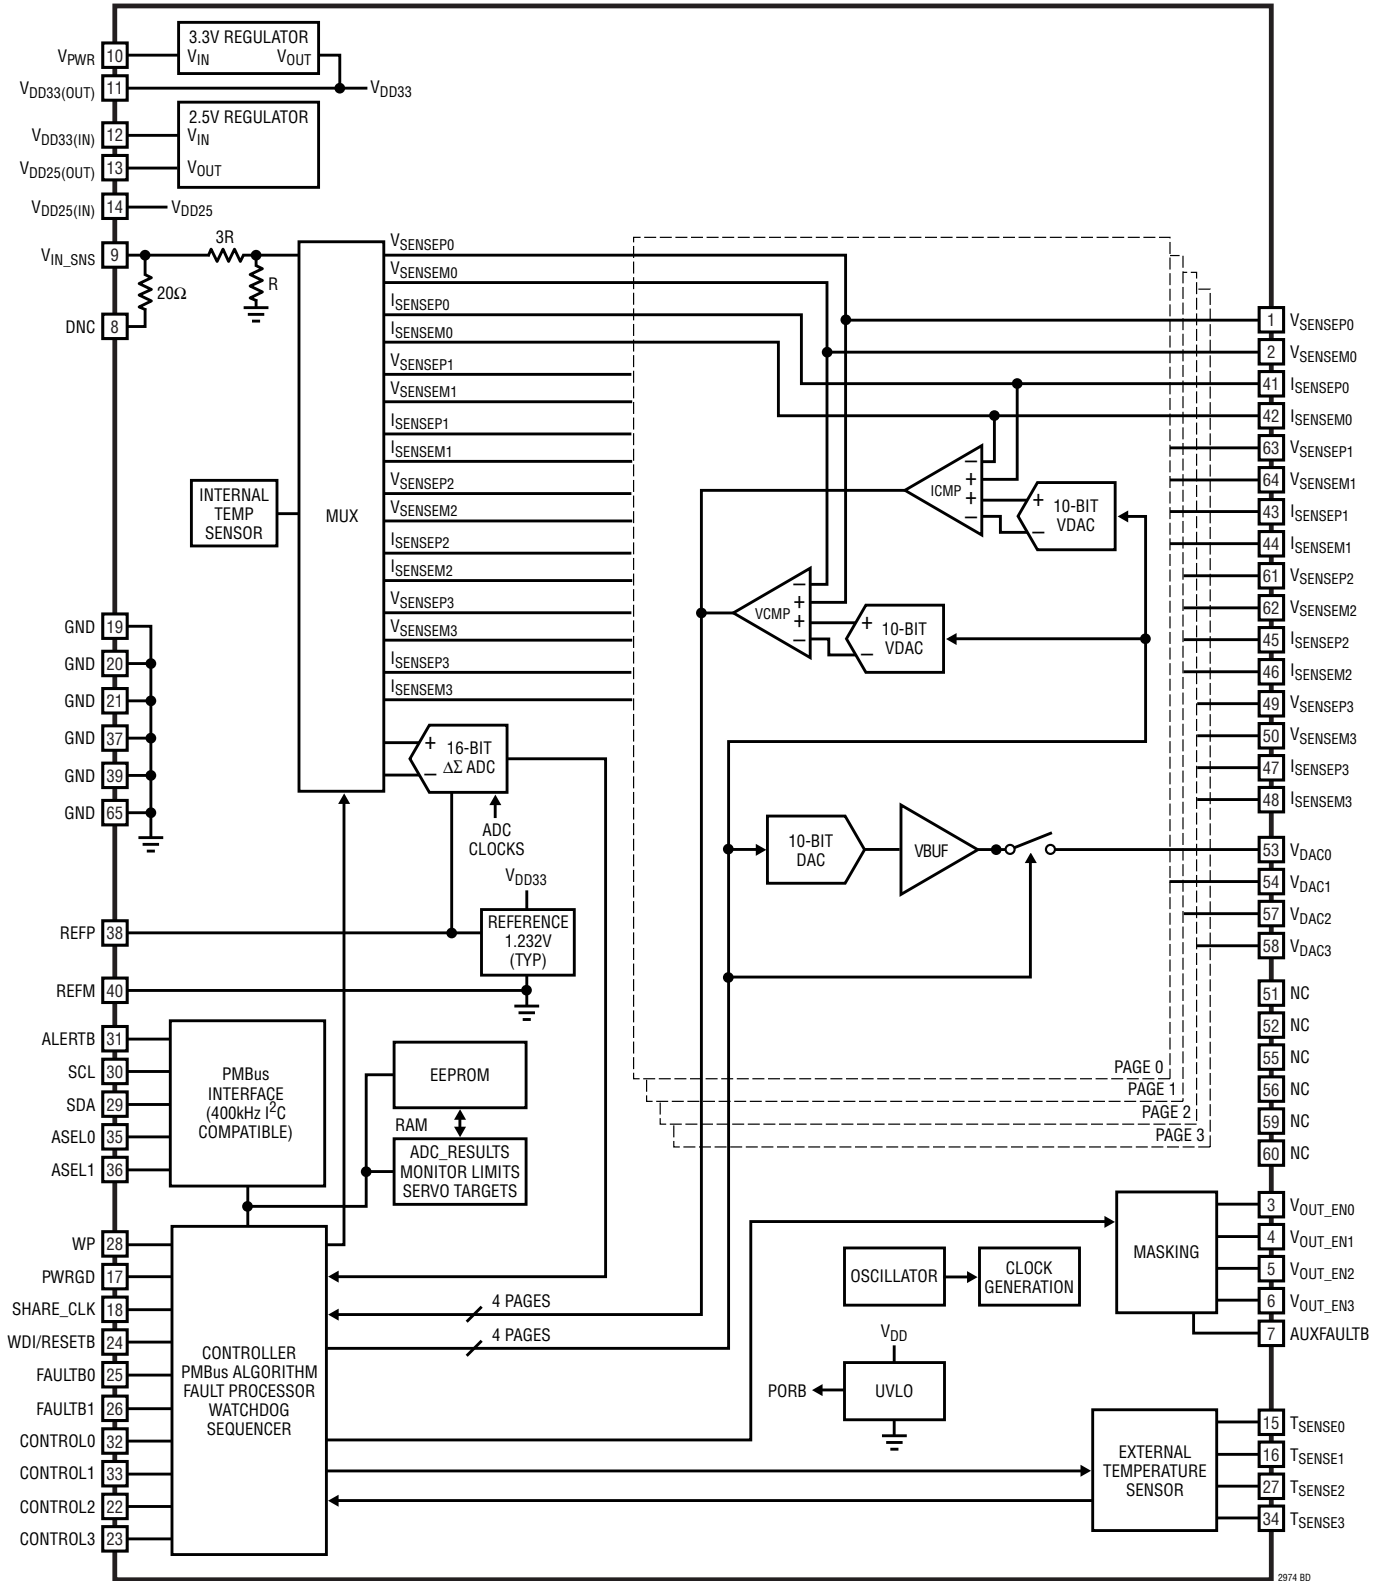 3.3V REGULATOR
VIN VOUT
VPWR 10
VDD33(OUT) 11
VDD33
2.5V REGULATOR
VIN
VOUT
VDD33(IN) 12
VDD25(OUT) 13
VDD25(IN) 14
VDD25
VIN_SNS 9
3R
R
20Ω
DNC 8
MUX
INTERNAL
TEMP
SENSOR
VSENSEP0
VSENSEM0
ISENSEP0
ISENSEM0
VSENSEP1
VSENSEM1
ISENSEP1
ISENSEM1
VSENSEP2
VSENSEM2
ISENSEP2
ISENSEM2
VSENSEP3
VSENSEM3
ISENSEP3
ISENSEM3
GND 19
GND 20
GND 21
GND 37
GND 39
GND 65
+
–
16-BIT
ΔΣ ADC
ADC
CLOCKS
VDD33
REFERENCE
1.232V
(TYP)
REFP 38
REFM 40
ICMP
–
+
+
–
+
–
10-BIT
VDAC
VCMP
–
+
+
–
+
–
10-BIT
VDAC
10-BIT
DAC
VBUF
PAGE 0
PAGE 1
PAGE 2
PAGE 3
1 VSENSEP0
2 VSENSEM0
41 ISENSEP0
42 ISENSEM0
63 VSENSEP1
64 VSENSEM1
43 ISENSEP1
44 ISENSEM1
61 VSENSEP2
62 VSENSEM2
45 ISENSEP2
46 ISENSEM2
49 VSENSEP3
50 VSENSEM3
47 ISENSEP3
48 ISENSEM3
53 VDAC0
54 VDAC1
57 VDAC2
58 VDAC3
51 NC
52 NC
55 NC
56 NC
59 NC
60 NC
ALERTB 31
SCL 30
SDA 29
ASEL0 35
ASEL1 36
PMBus
INTERFACE
(400kHz I2C
COMPATIBLE)
EEPROM
RAM
ADC_RESULTS
MONITOR LIMITS
SERVO TARGETS
WP 28
PWRGD 17
SHARE_CLK 18
WDI/RESETB 24
FAULTB0 25
FAULTB1 26
CONTROL0 32
CONTROL1 33
CONTROL2 22
CONTROL3 23
CONTROLLER
PMBus ALGORITHM
FAULT PROCESSOR
WATCHDOG
SEQUENCER
4 PAGES
4 PAGES
OSCILLATOR
CLOCK
GENERATION
VDD
PORB
UVLO
MASKING
3 VOUT_EN0
4 VOUT_EN1
5 VOUT_EN2
6 VOUT_EN3
7 AUXFAULTB
EXTERNAL
TEMPERATURE
SENSOR
15 TSENSE0
16 TSENSE1
27 TSENSE2
34 TSENSE3
2974 BD